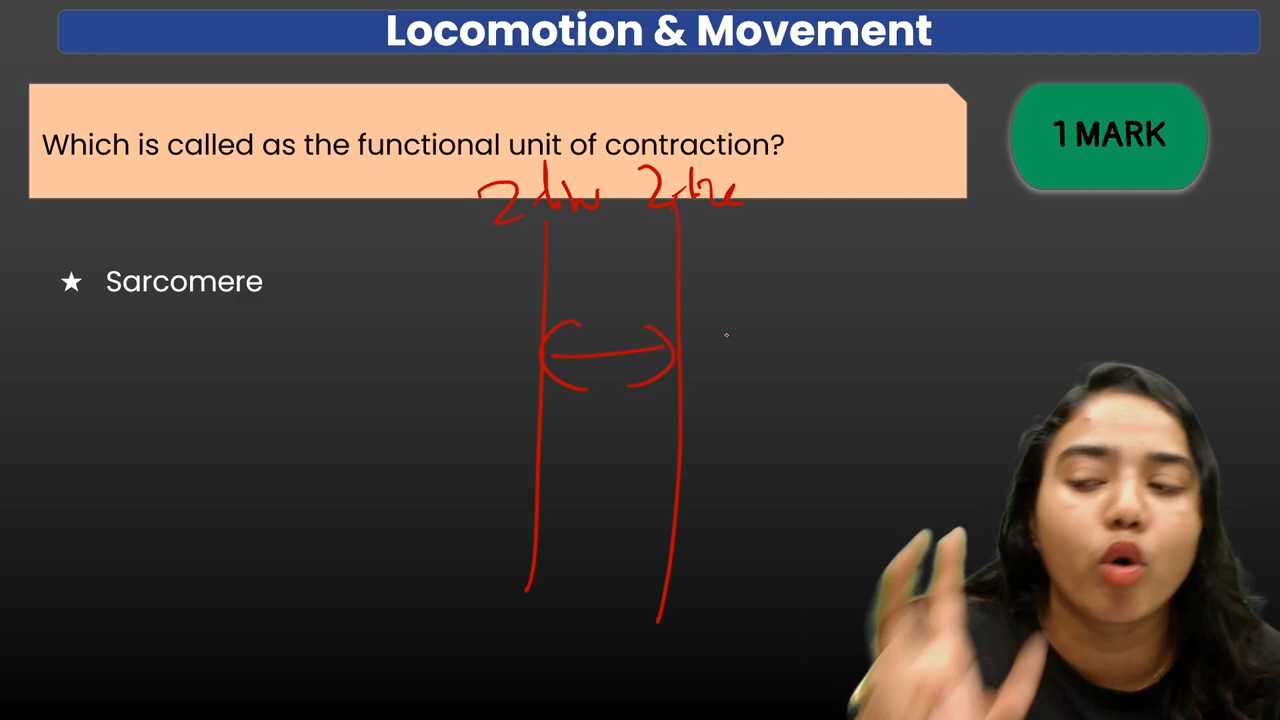 Locomotion & Movement
Which is called as the functional unit of contraction?
1 MARK
★ Sarcomere